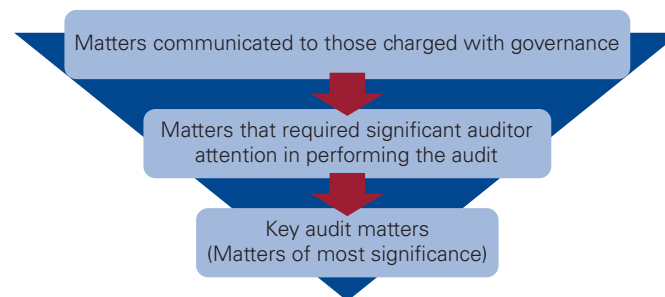 Matters communicated to those charged with governance
Matters that required significant auditor
attention in performing the audit
Key audit matters
(Matters of most significance)